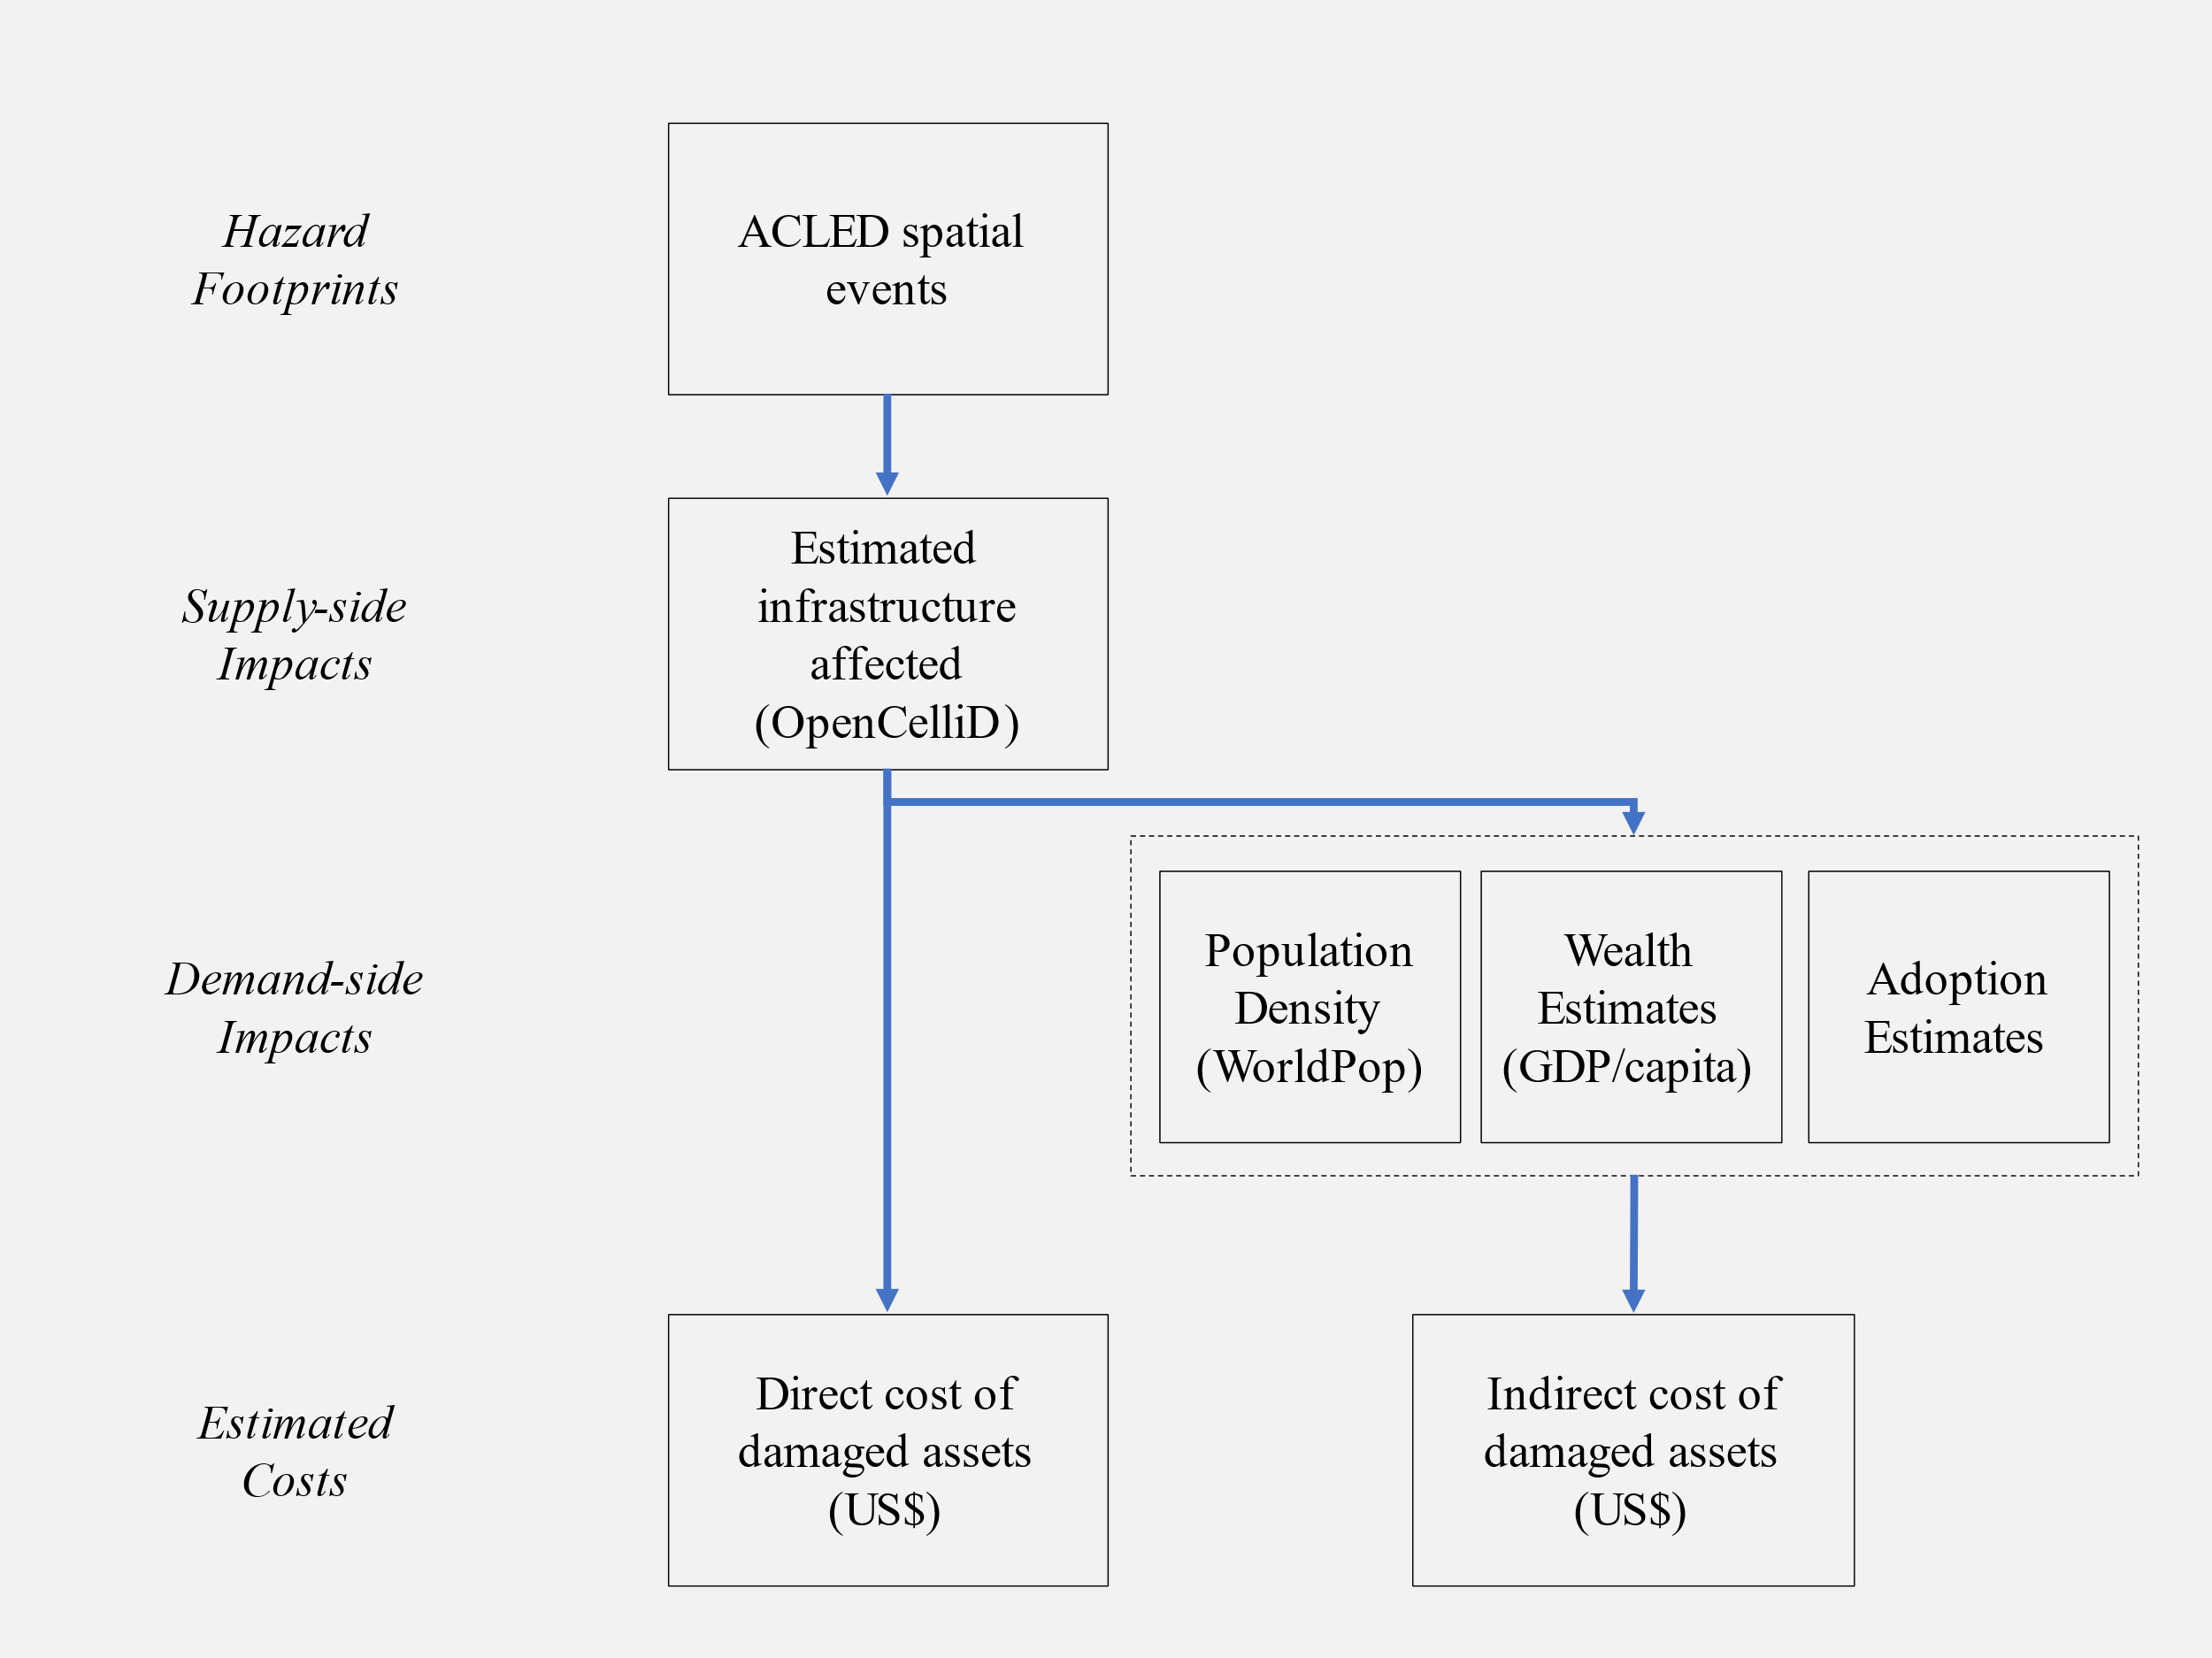 Hazard
Footprints
ACLED spatial
events
Supply-side
Impacts
Estimated
infrastructure
affected
(OpenCelliD)
Demand-side
Impacts
Population
Density
(WorldPop)
Wealth
Estimates
(GDP/capita)
Adoption
Estimates
Estimated
Costs
Direct cost of
damaged assets
(US$)
Indirect cost of
damaged assets
(US$)